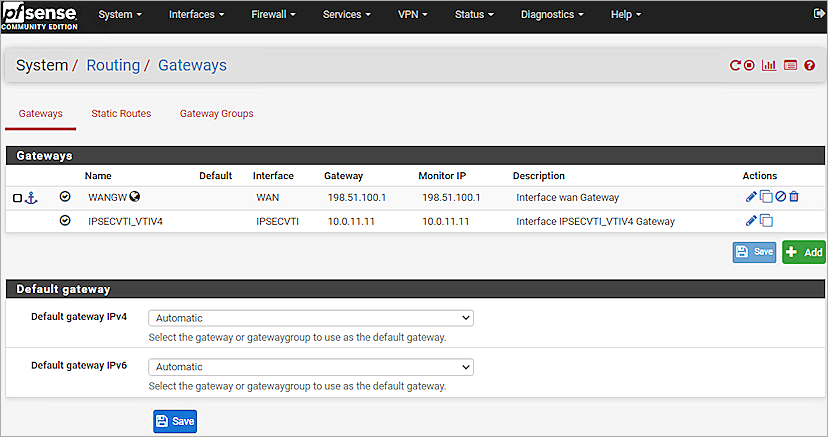 pfsense
COMMUNITY EDITION
System Interfaces Firewall Services VPN Status Diagnostics Help
System / Routing / Gateways
Gateways Static Routes Gateway Groups
Gateways
Name Default Interface Gateway Monitor IP Description Actions
WANGW WAN 198.51.100.1 198.51.100.1 Interface wan Gateway
IPSECVTI_VTIV4 IPSECVTI 10.0.11.11 10.0.11.11 Interface IPSECVTI_VTIV4 Gateway
Save Add
Default gateway
Default gateway IPv4 Automatic
Select the gateway or gatewaygroup to use as the default gateway.
Default gateway IPv6 Automatic
Select the gateway or gatewaygroup to use as the default gateway.
Save